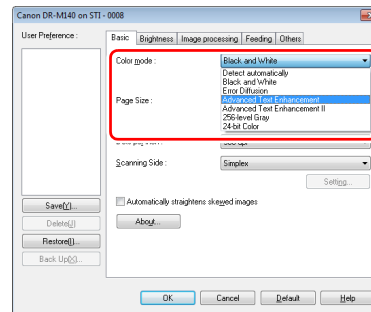 Canon DR-M140 on STI - 0008
User Preference :
Basic Brightness Image processing Feeding Others
Color mode : Black and White
Detect automatically
Black and White
Error Diffusion
Advanced Text Enhancement
Page Size : Advanced Text Enhancement II
256-level Gray
24-bit Color
Scanning Side : Simplex
Setting...
Automatically straightens skewed images
Save(Y)...
Delete(J)
About...
Restore(I)...
Back Up(X)...
OK Cancel Default Help